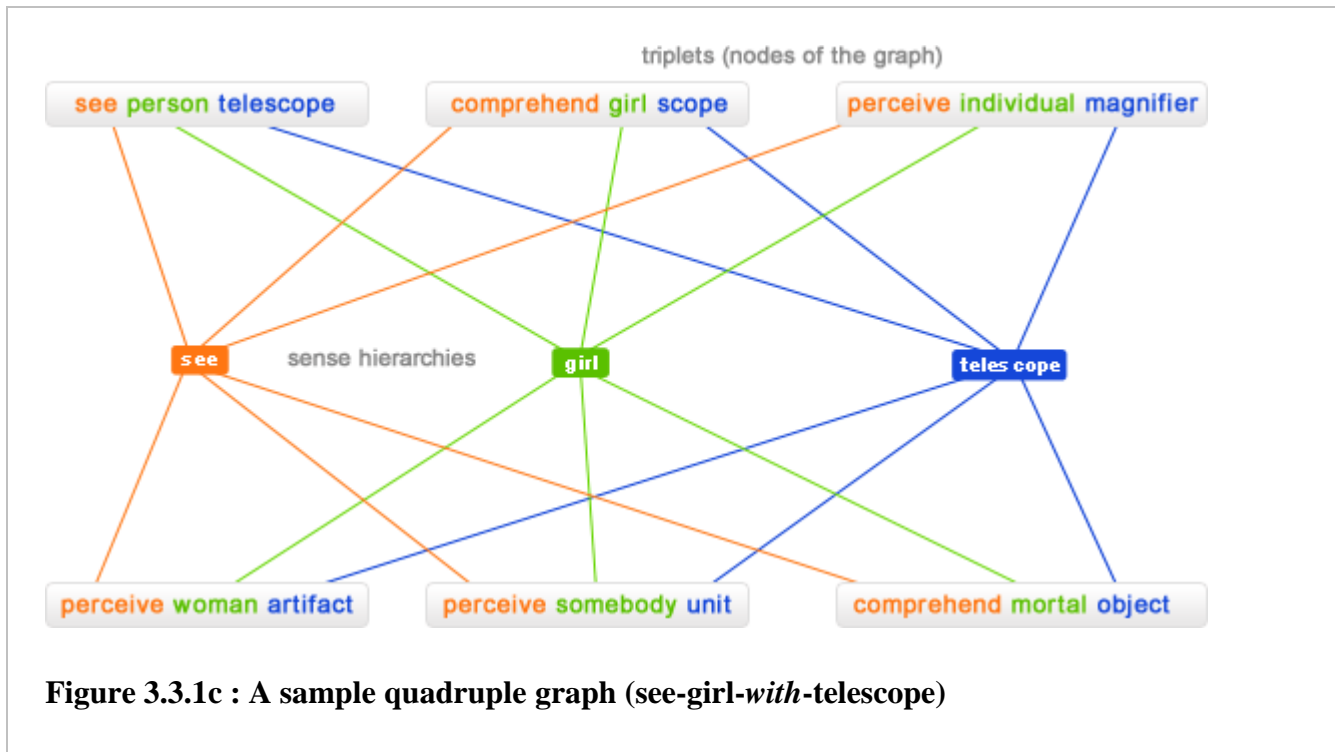 triplets (nodes of the graph)
see person telescope
comprehend girl scope
perceive individual magnifier
see
sense hierarchies
girl
telescope
perceive woman artifact
perceive somebody unit
comprehend mortal object
Figure 3.3.1c : A sample quadruple graph (see-girl-with-telescope)